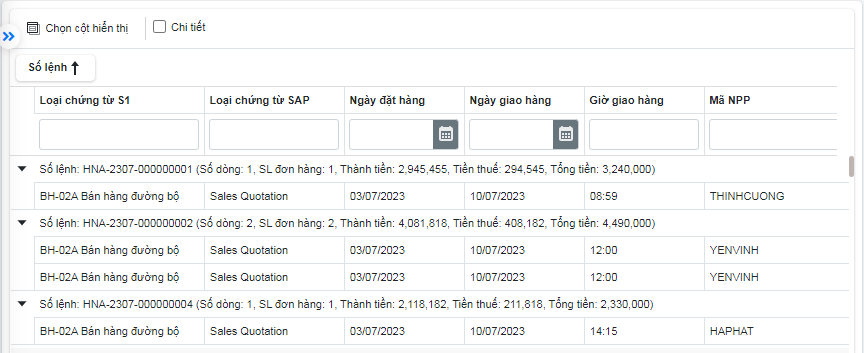 Chọn cột hiển thị Chi tiết
Số lệnh
Loại chứng từ S1 Loại chứng từ SAP Ngày đặt hàng Ngày giao hàng Giờ giao hàng Mã NPP
Số lệnh: HNA-2307-000000001 (Số dòng: 1, SL đơn hàng: 1, Thành tiền: 2,945,455, Tiền thuế: 294,545, Tổng tiền: 3,240,000)
BH-02A Bán hàng đường bộ Sales Quotation 03/07/2023 10/07/2023 08:59 THINHCUONG
Số lệnh: HNA-2307-000000002 (Số dòng: 2, SL đơn hàng: 2, Thành tiền: 4,081,818, Tiền thuế: 408,182, Tổng tiền: 4,490,000)
BH-02A Bán hàng đường bộ Sales Quotation 03/07/2023 10/07/2023 12:00 YENVINH
BH-02A Bán hàng đường bộ Sales Quotation 03/07/2023 10/07/2023 12:00 YENVINH
Số lệnh: HNA-2307-000000004 (Số dòng: 1, SL đơn hàng: 1, Thành tiền: 2,118,182, Tiền thuế: 211,818, Tổng tiền: 2,330,000)
BH-02A Bán hàng đường bộ Sales Quotation 03/07/2023 10/07/2023 14:15 HAPHAT